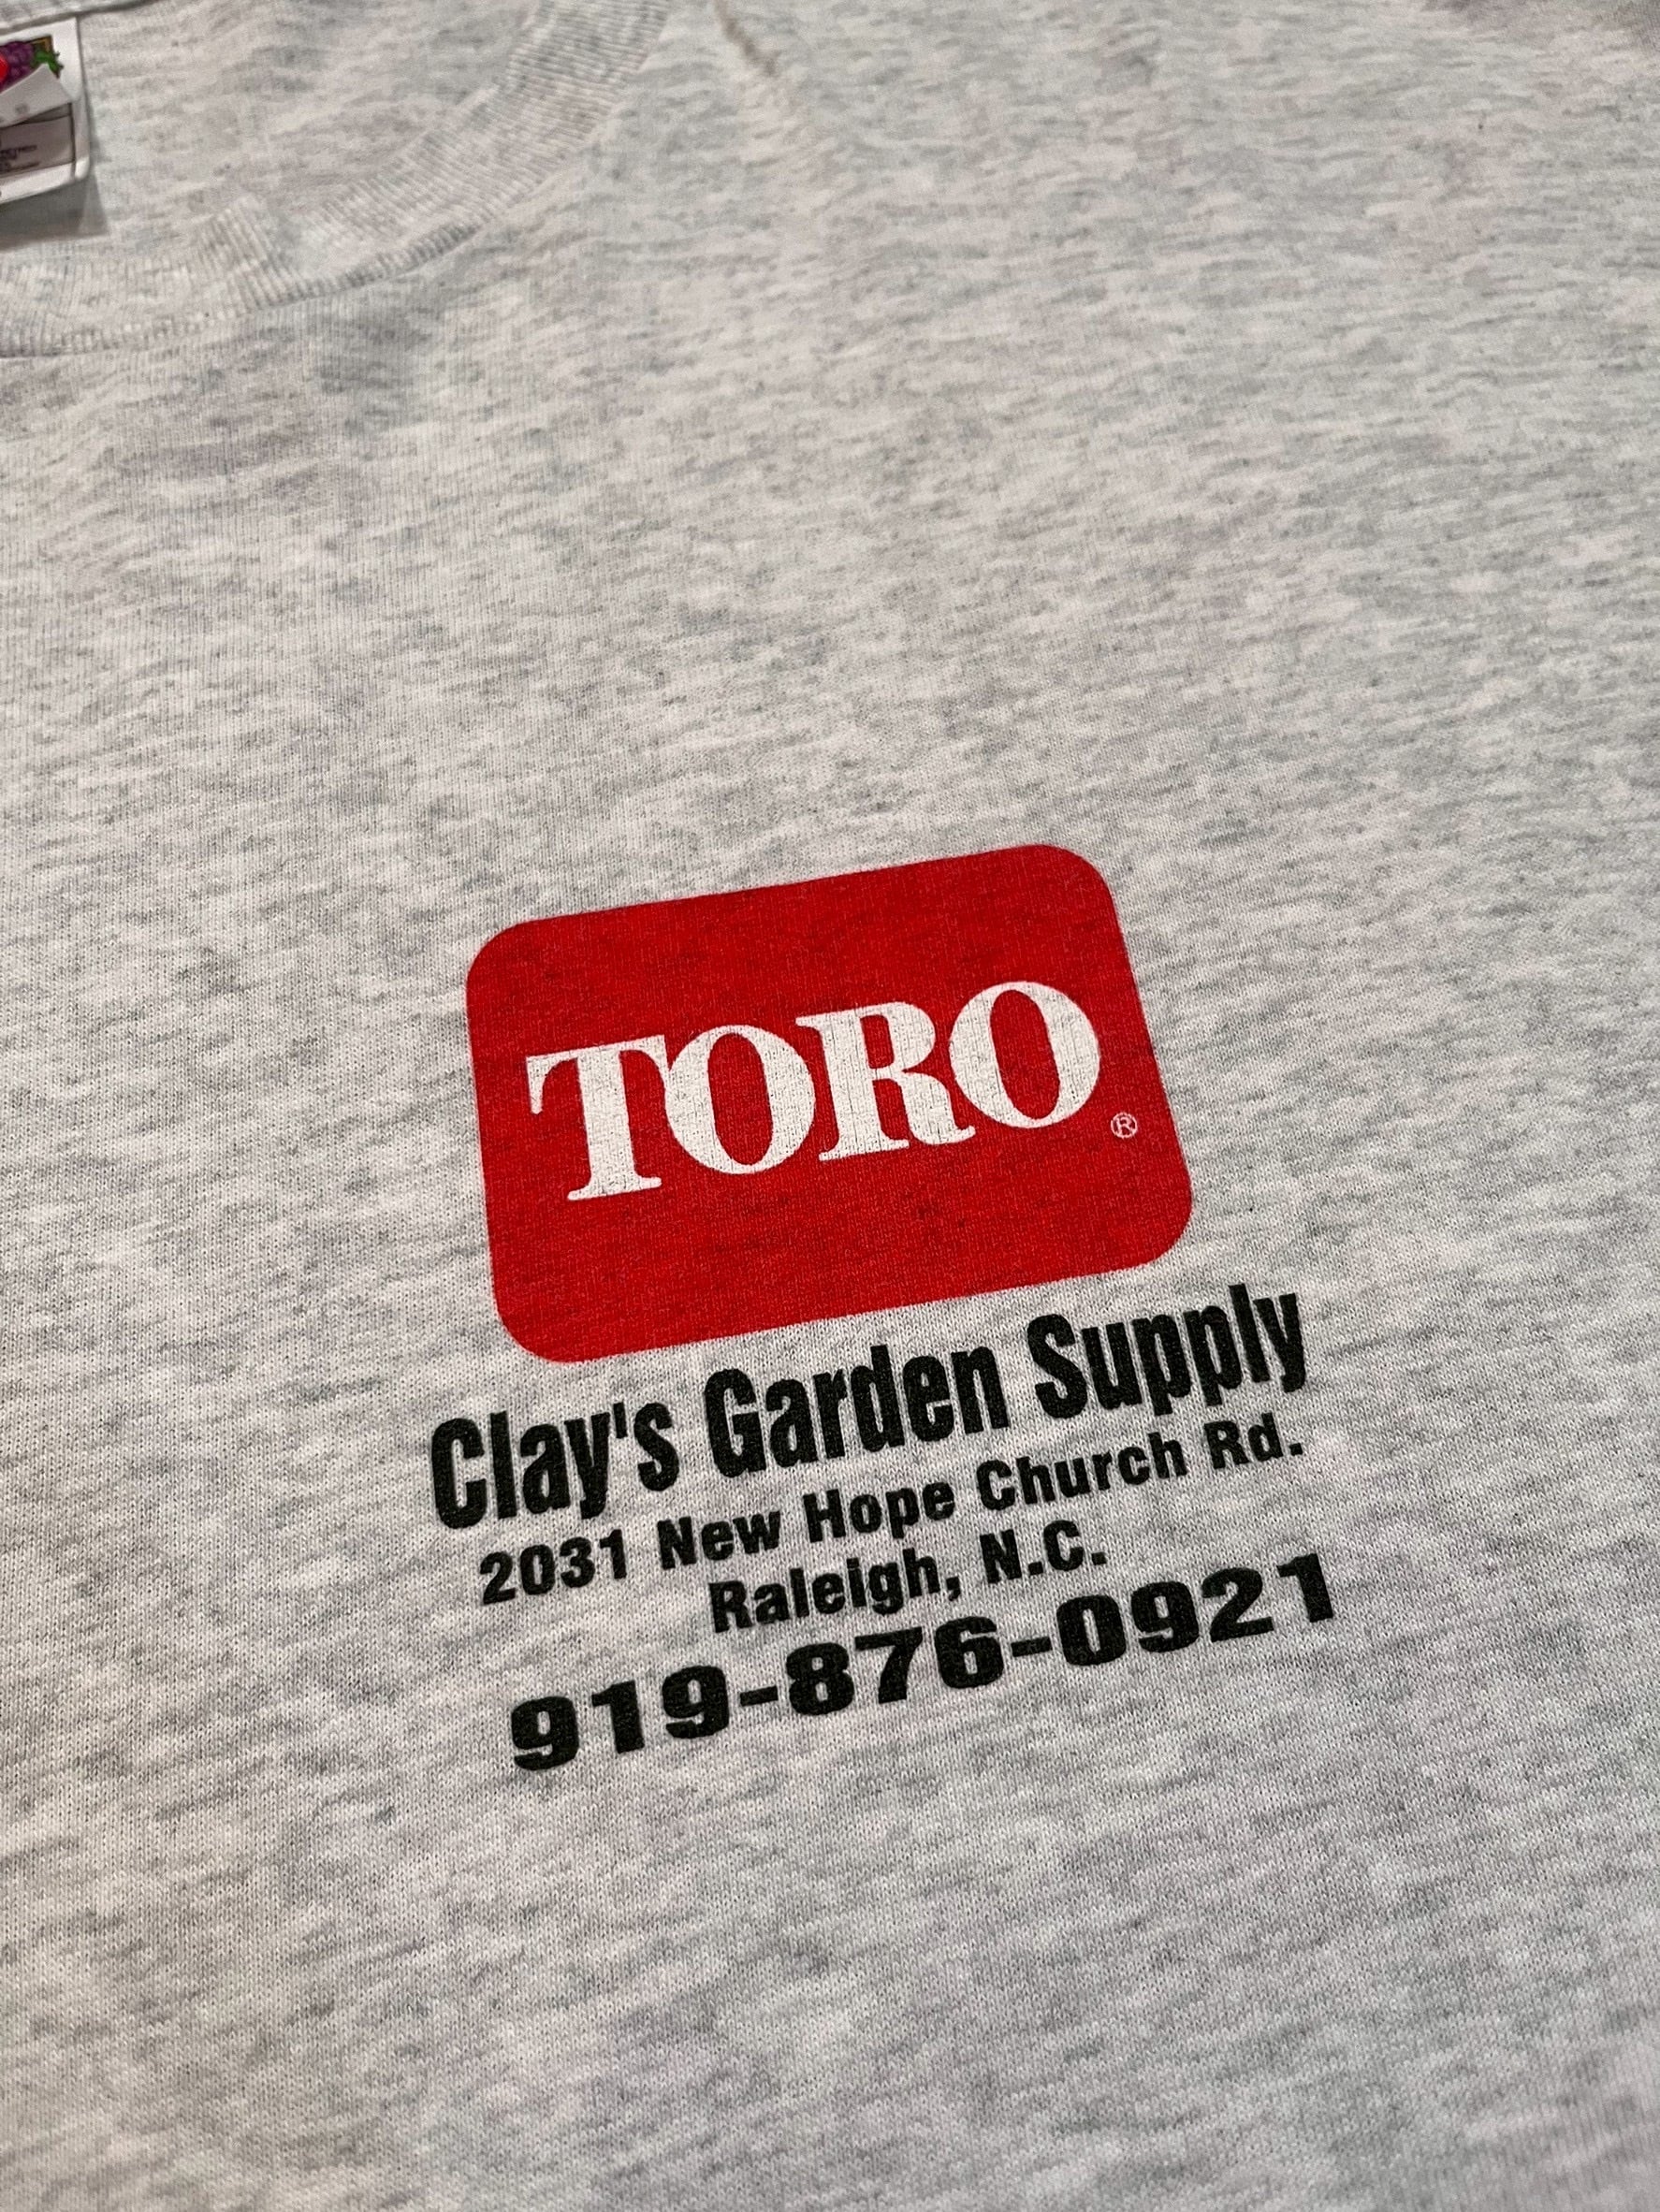 TORO®
Clay's Garden Supply
2031 New Hope Church Rd.
Raleigh, N.C.
919-876-0921